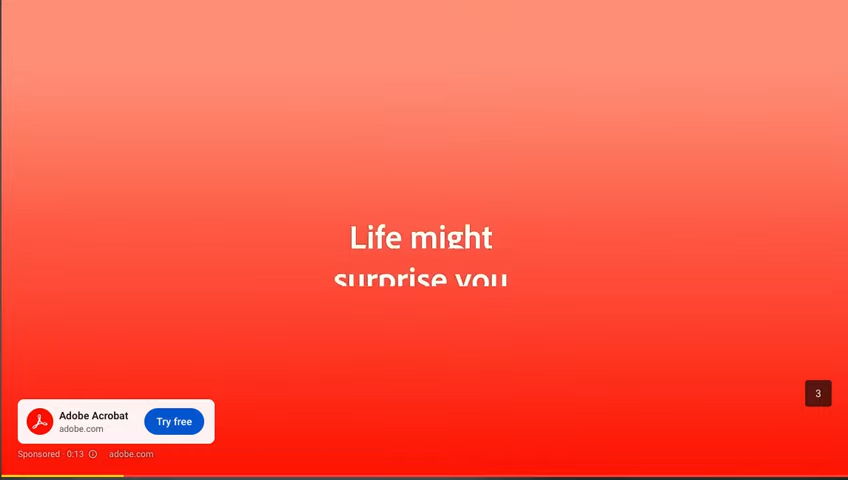 Life might
surprise you
3
Adobe Acrobat
adobe.com
Try free
Sponsored · 0:13
adobe.com